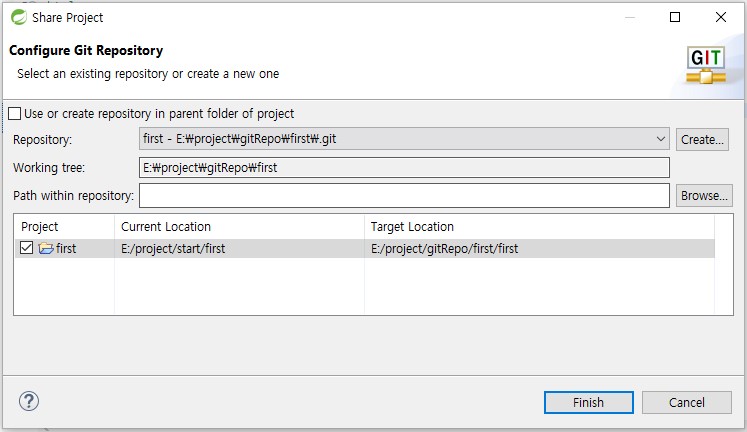 Share Project
Configure Git Repository
Select an existing repository or create a new one
GIT
Use or create repository in parent folder of project
Repository: first - E:₩project₩gitRepo₩first₩.git Create...
Working tree: E:₩project₩gitRepo₩first
Path within repository: Browse...
Project Current Location Target Location
first E:/project/start/first E:/project/gitRepo/first/first
?
Finish Cancel